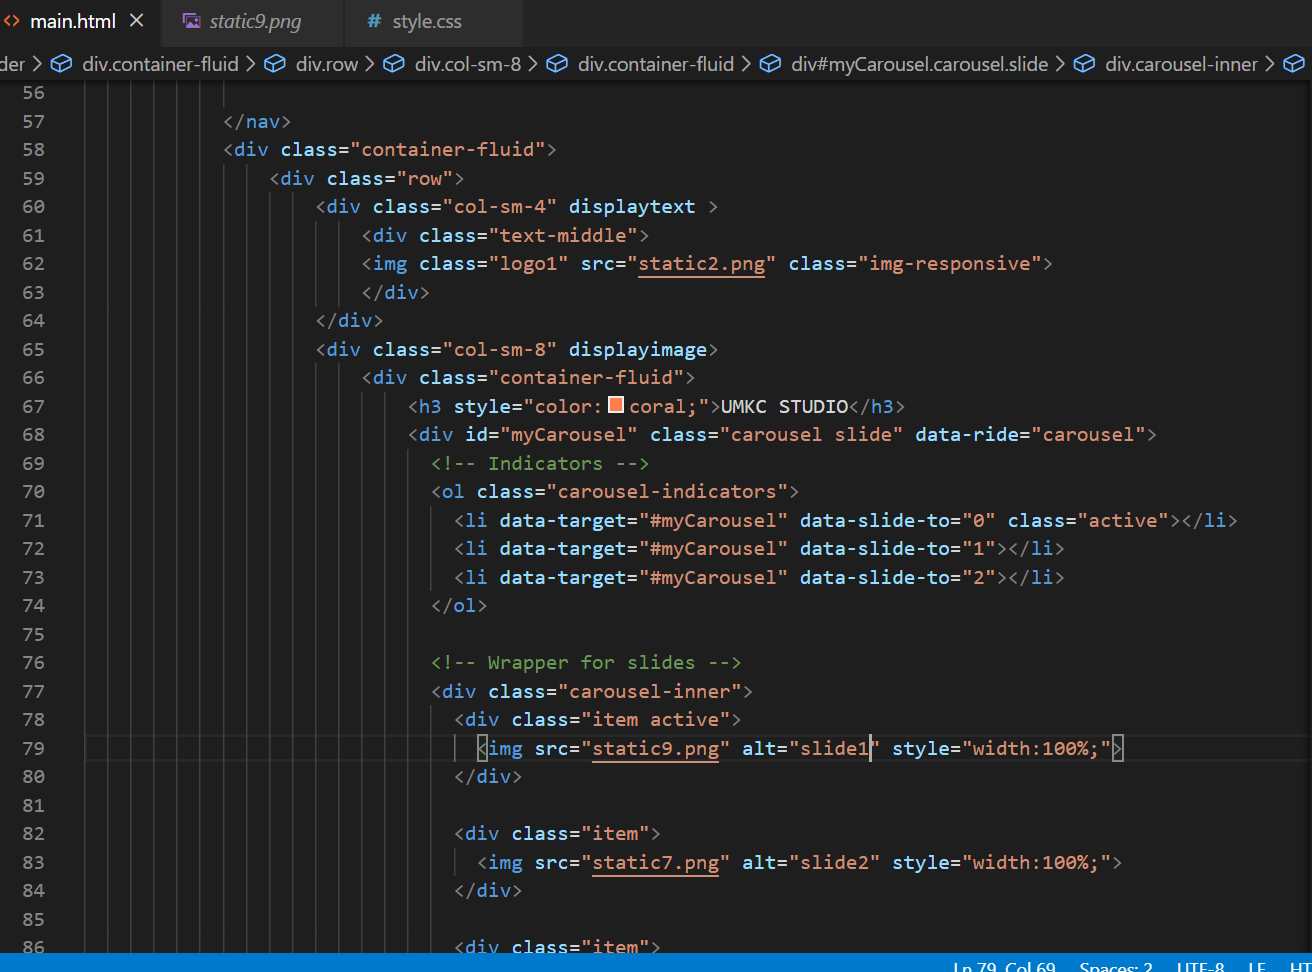 main.html
static9.png
# style.css
der > div.container-fluid > div.row > div.col-sm-8 > div.container-fluid > div#myCarousel.carousel.slide > div.carousel-inner >
56
57 </nav>
58 <div class="container-fluid">
59 <div class="row">
60 <div class="col-sm-4" displaytext >
61 <div class="text-middle">
62 <img class="logo1" src="static2.png" class="img-responsive">
63 </div>
64 </div>
65 <div class="col-sm-8" displayimage>
66 <div class="container-fluid">
67 <h3 style="color:coral;">UMKC STUDIO</h3>
68 <div id="myCarousel" class="carousel slide" data-ride="carousel">
69 <!-- Indicators -->
70 <ol class="carousel-indicators">
71 <li data-target="#myCarousel" data-slide-to="0" class="active"></li>
72 <li data-target="#myCarousel" data-slide-to="1"></li>
73 <li data-target="#myCarousel" data-slide-to="2"></li>
74 </ol>
75
76 <!-- Wrapper for slides -->
77 <div class="carousel-inner">
78 <div class="item active">
79 <img src="static9.png" alt="slide1" style="width:100%;">
80 </div>
81
82 <div class="item">
83 <img src="static7.png" alt="slide2" style="width:100%;">
84 </div>
85
86 <div class="item">
Ln 79, Col 69 Spaces: 2 UTF-8 LF HT